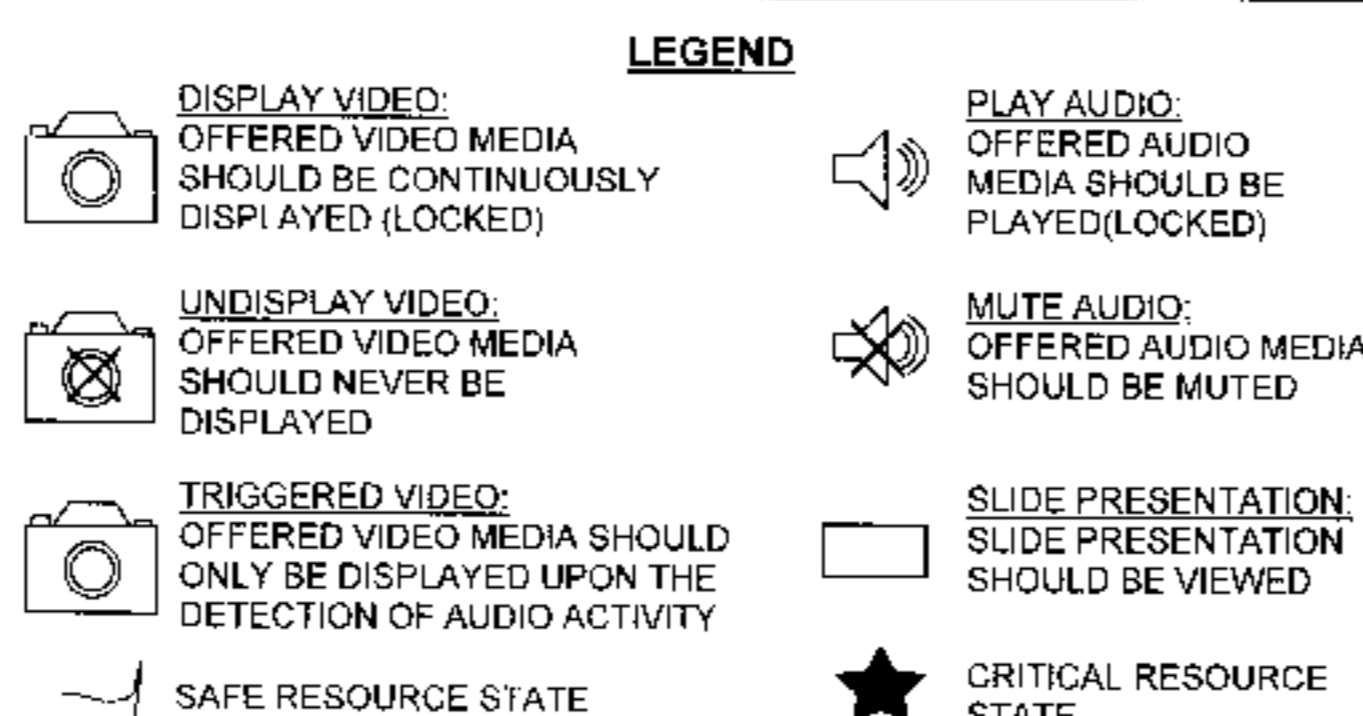 LEGEND
DISPLAY VIDEO:
OFFERED VIDEO MEDIA
SHOULD BE CONTINUOUSLY
DISPLAYED (LOCKED)
UNDISPLAY VIDEO:
OFFERED VIDEO MEDIA
SHOULD NEVER BE
DISPLAYED
TRIGGERED VIDEO:
OFFERED VIDEO MEDIA SHOULD
ONLY BE DISPLAYED UPON THE
DETECTION OF AUDIO ACTIVITY
SAFE RESOURCE STATE
PLAY AUDIO:
OFFERED AUDIO
MEDIA SHOULD BE
PLAYED(LOCKED)
MUTE AUDIO:
OFFERED AUDIO MEDIA
SHOULD BE MUTED
SLIDE PRESENTATION:
SLIDE PRESENTATION
SHOULD BE VIEWED
CRITICAL RESOURCE
STATE